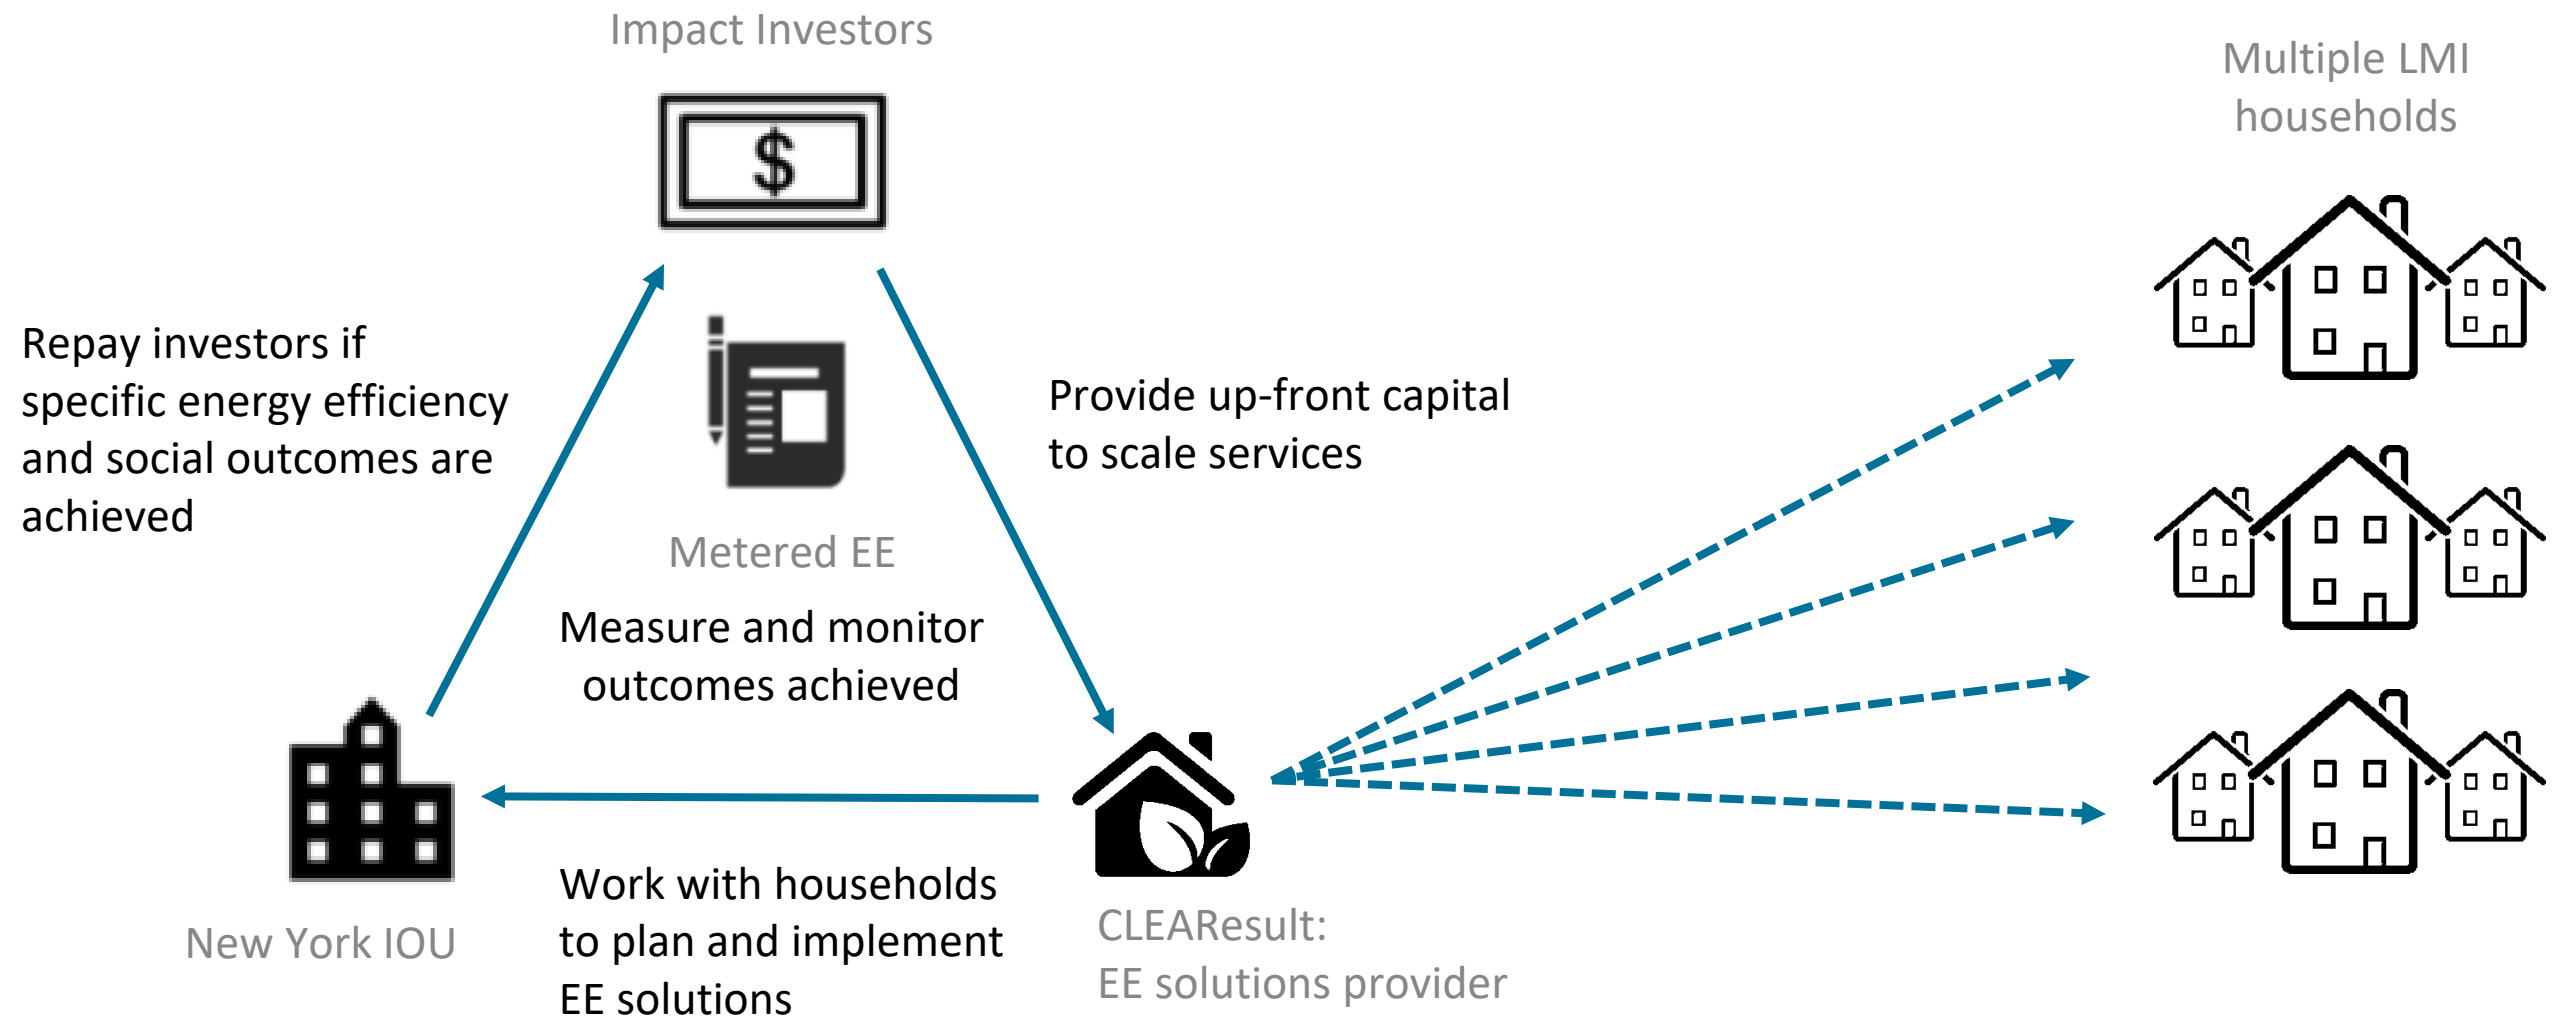 Impact Investors
$
Multiple LMI
households
Repay investors if
specific energy efficiency
and social outcomes are
achieved
Provide up-front capital
to scale services
Metered EE
Measure and monitor
outcomes achieved
New York IOU
Work with households
to plan and implement
EE solutions
CLEAResult:
EE solutions provider